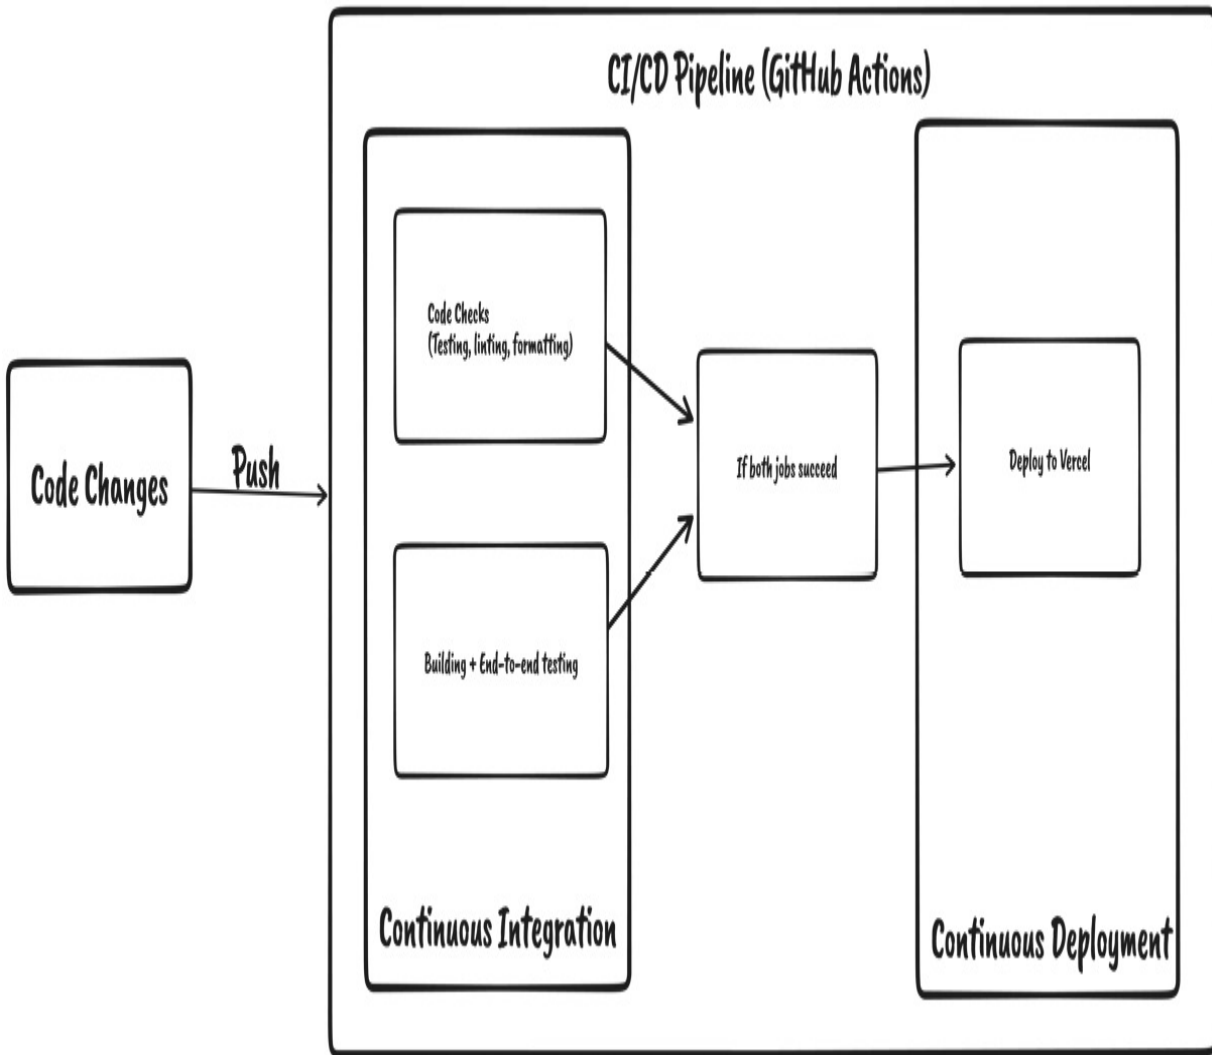 CI/CD Pipeline (GitHub Actions)
Code Changes
Push
Code Checks
(Testing, linting, formatting)
Building + End-to-end testing
Continuous Integration
If both jobs succeed
Deploy to Vercel
Continuous Deployment